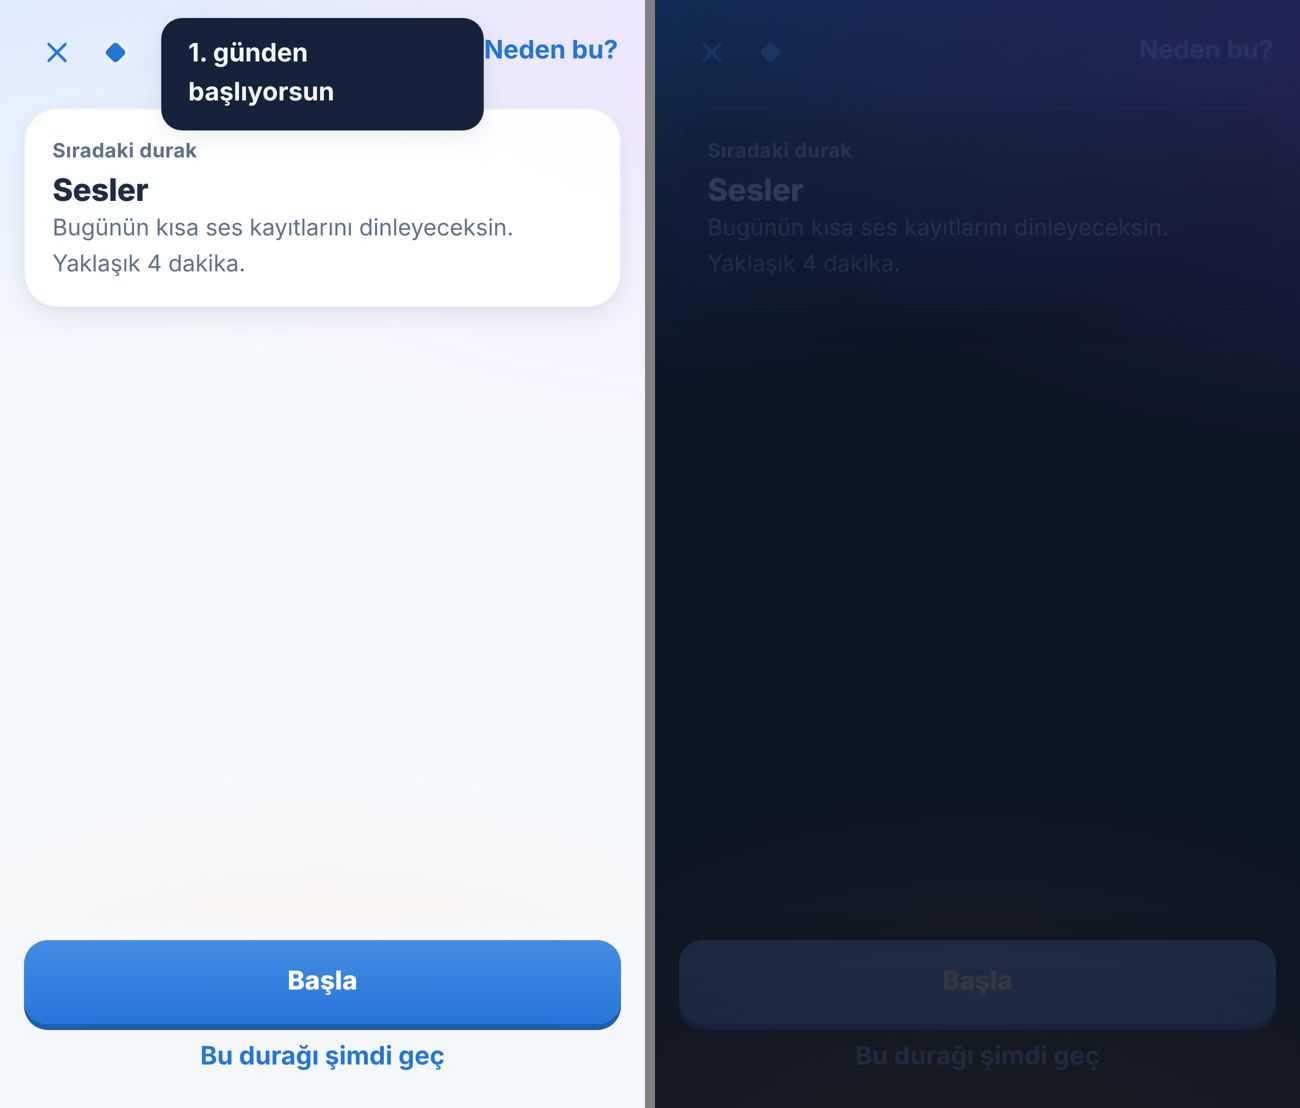 1. günden
başlıyorsun
Neden bu?
Sıradaki durak
Sesler
Bugünün kısa ses kayıtlarını dinleyeceksin.
Yaklaşık 4 dakika.
Başla
Bu durağı şimdi geç
Neden bu?
Sıradaki durak
Sesler
Bugünün kısa ses kayıtlarını dinleyeceksin.
Yaklaşık 4 dakika.
Başla
Bu durağı şimdi geç